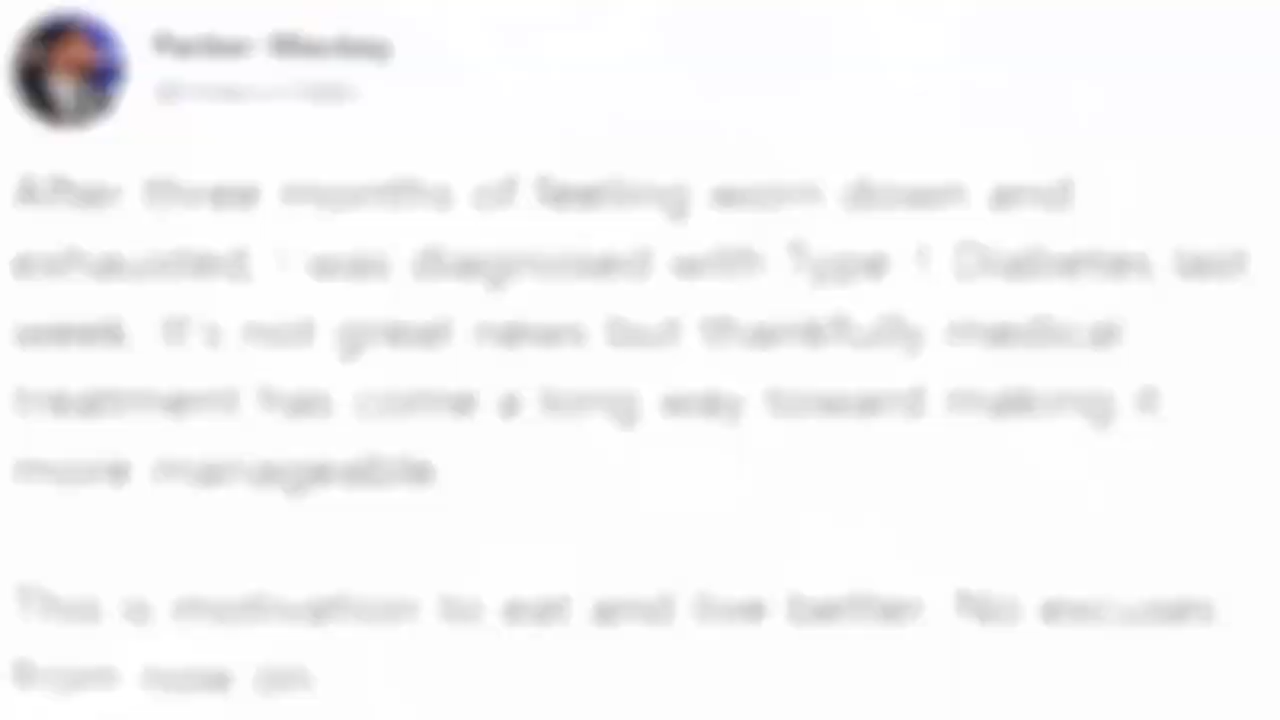 After three months of feeling worn down and
exhausted, I was diagnosed with Type 1 Diabetes last
week. It's not great news but thankfully medical
treatment has come a long way toward making it
more manageable.
This is motivation to eat and live better. No excuses
from now on.